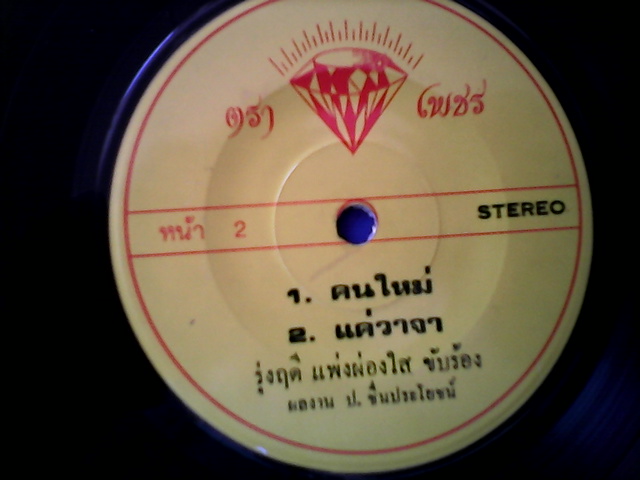 ตรา เพชร
หน้า 2 STEREO
1. คนใหม่
2. แค่วาจา
รุ่งฤดี แพ่งผ่องใส ขับร้อง
ผลงาน ป. ชื่นประโยชน์